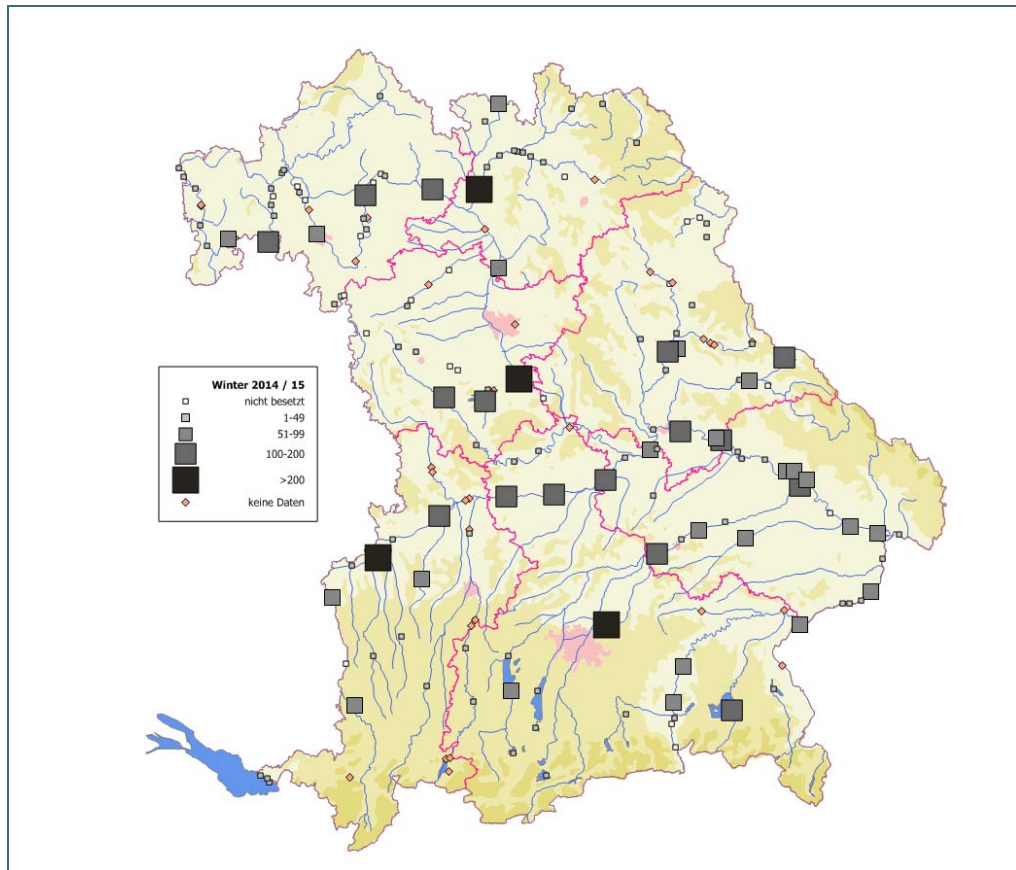 Winter 2014 / 15
nicht besetzt
1-49
51-99
100-200
>200
keine Daten